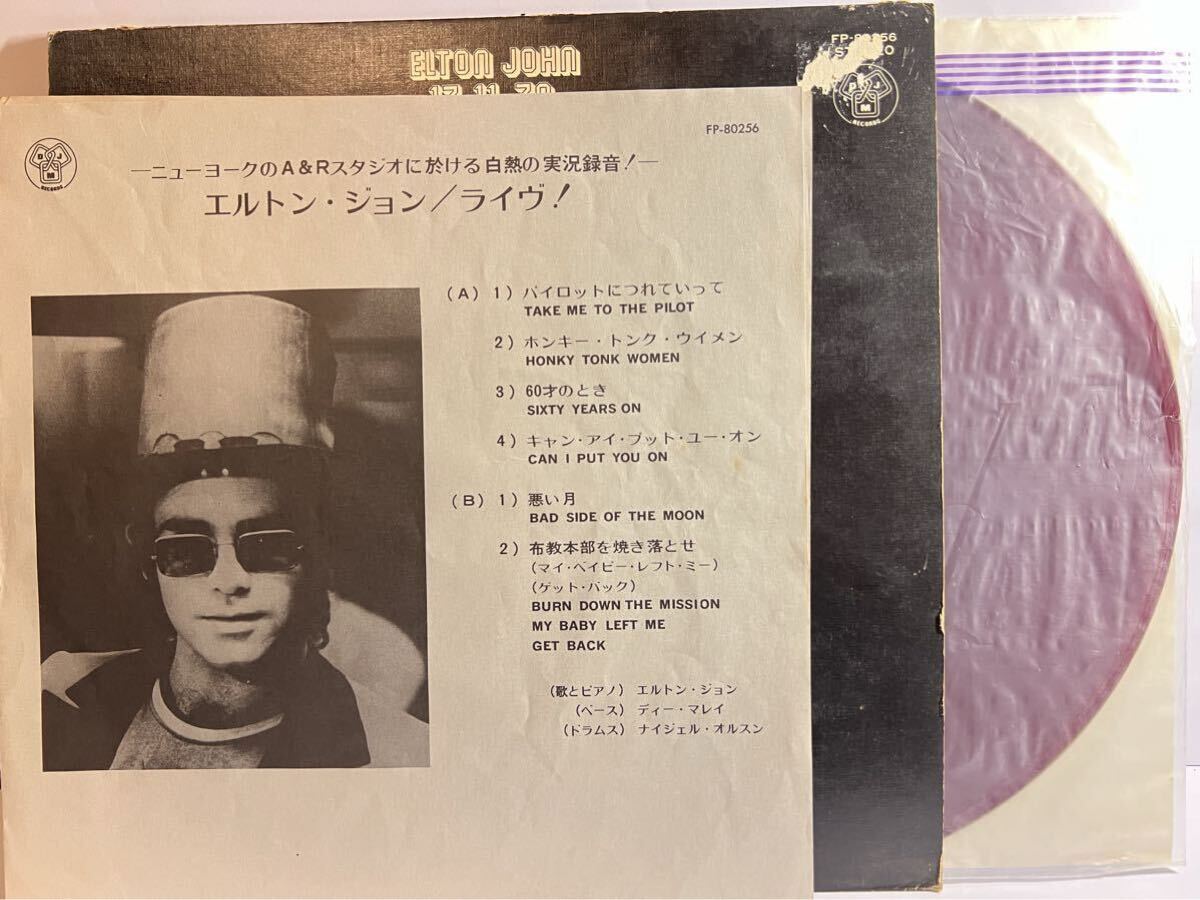 ELTON JOHN
17.11.70
FP-80256
STEREO
DJM
RECORDS
DJM
RECORDS
FP-80256
—ニューヨークのA&Rスタジオに於ける白熱の実況録音!—
エルトン・ジョン/ライヴ!
(A) 1) パイロットにつれていって
TAKE ME TO THE PILOT
2) ホンキー・トンク・ウイメン
HONKY TONK WOMEN
3) 60才のとき
SIXTY YEARS ON
4) キャン・アイ・プット・ユー・オン
CAN I PUT YOU ON
(B) 1) 悪い月
BAD SIDE OF THE MOON
2) 布教本部を焼き落とせ
(マイ・ベイビー・レフト・ミー)
(ゲット・バック)
BURN DOWN THE MISSION
MY BABY LEFT ME
GET BACK
(歌とピアノ) エルトン・ジョン
(ベース) ディー・マレイ
(ドラムス) ナイジェル・オルスン